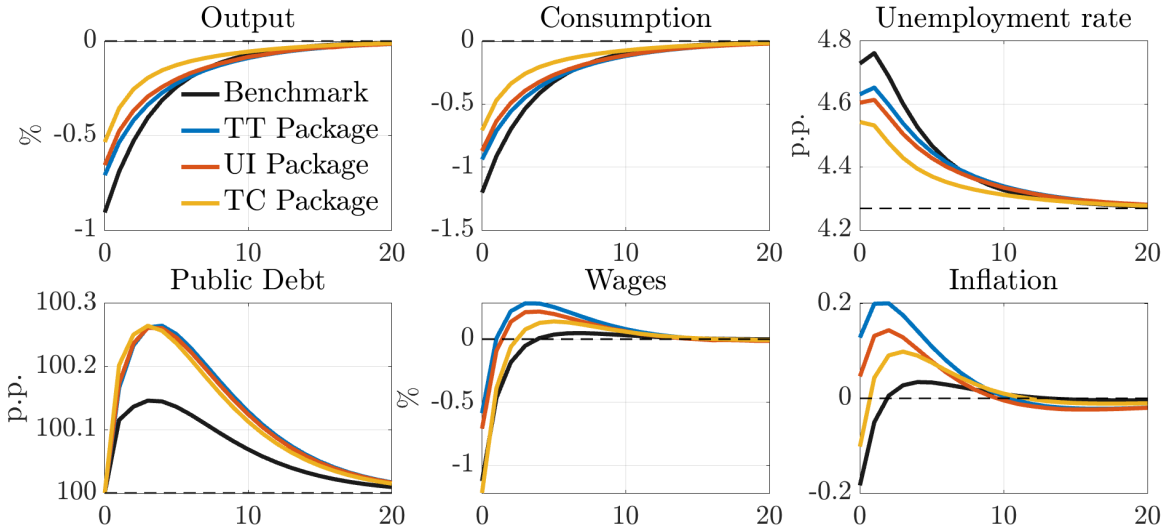 Output
0
-0.5
-1
%
Benchmark
TT Package
UI Package
TC Package
0 10 20
Consumption
0
-0.5
-1
-1.5
0 10 20
Unemployment rate
4.8
4.6
4.4
4.2
p.p.
0 10 20
Public Debt
100.3
100.2
100.1
100
p.p.
0 10 20
Wages
0
-0.5
-1
%
0 10 20
Inflation
0.2
0
-0.2
0 10 20